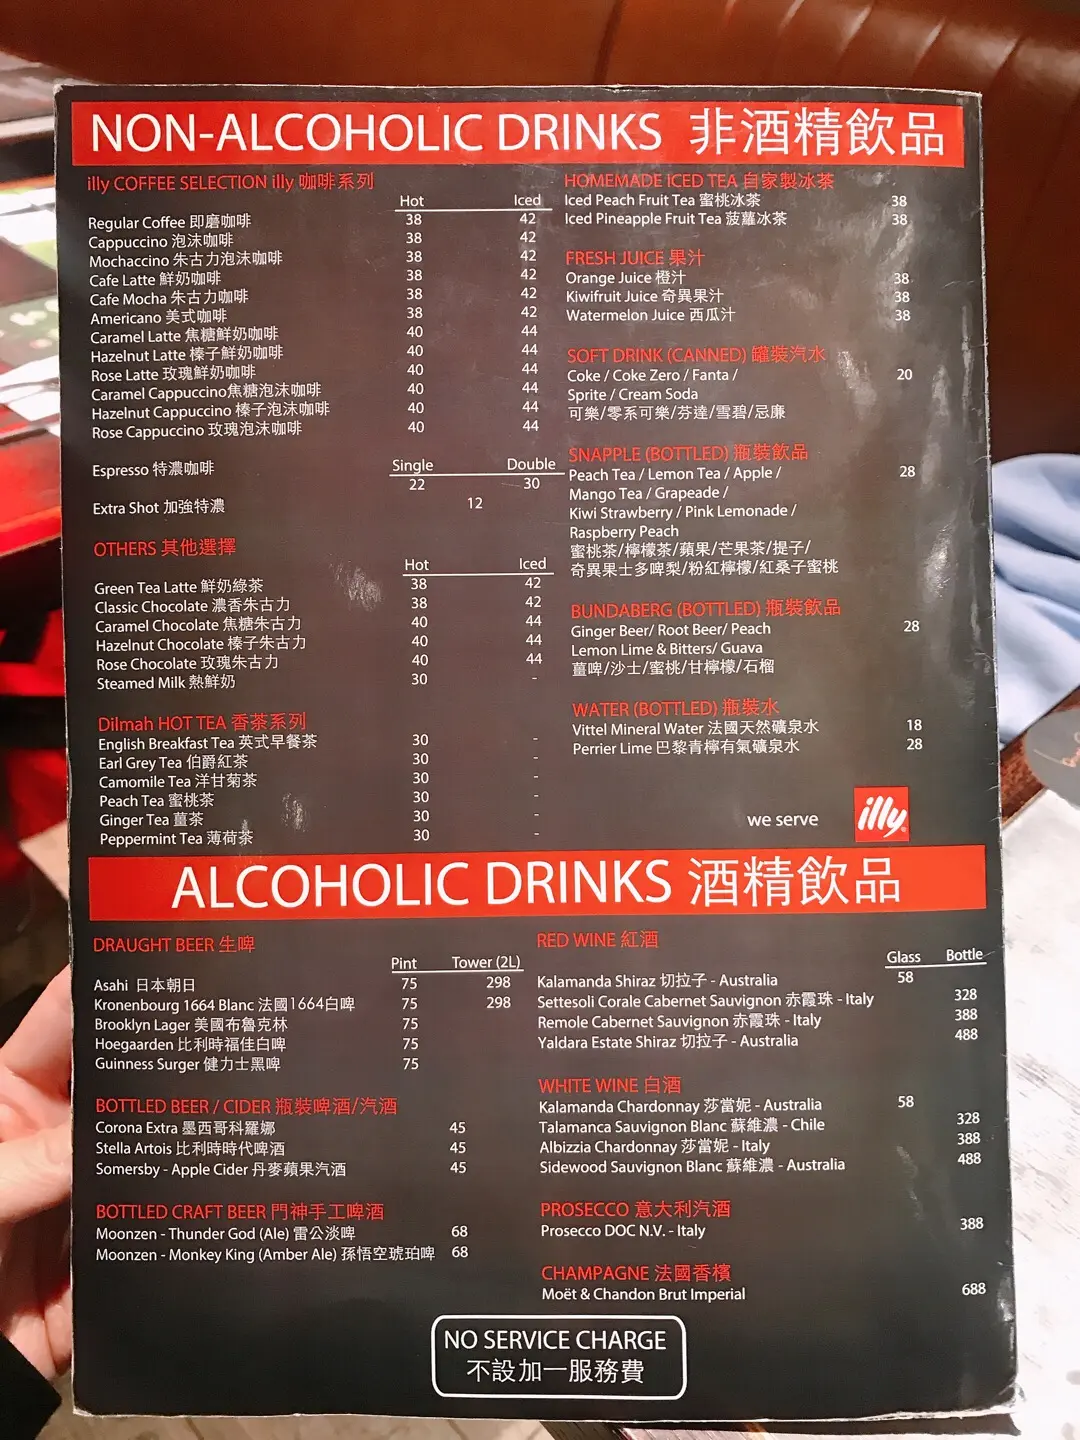 NON-ALCOHOLIC DRINKS 非酒精飲品
illy COFFEE SELECTION illy 咖啡系列
Hot Iced
Regular Coffee 即磨咖啡 38 42
Cappuccino 泡沫咖啡 38 42
Mochaccino 朱古力泡沫咖啡 38 42
Cafe Latte 鮮奶咖啡 38 42
Cafe Mocha 朱古力咖啡 38 42
Americano 美式咖啡 38 42
Caramel Latte 焦糖鮮奶咖啡 40 44
Hazelnut Latte 榛子鮮奶咖啡 40 44
Rose Latte 玫瑰鮮奶咖啡 40 44
Caramel Cappuccino焦糖泡沫咖啡 40 44
Hazelnut Cappuccino 榛子泡沫咖啡 40 44
Rose Cappuccino 玫瑰泡沫咖啡 40 44
Single Double
Espresso 特濃咖啡 22 30
Extra Shot 加強特濃 12
OTHERS 其他選擇
Hot Iced
Green Tea Latte 鮮奶綠茶 38 42
Classic Chocolate 濃香朱古力 38 42
Caramel Chocolate 焦糖朱古力 40 44
Hazelnut Chocolate 榛子朱古力 40 44
Rose Chocolate 玫瑰朱古力 40 44
Steamed Milk 熱鮮奶 30 -
Dilmah HOT TEA 香茶系列
English Breakfast Tea 英式早餐茶 30 -
Earl Grey Tea 伯爵紅茶 30 -
Camomile Tea 洋甘菊茶 30 -
Peach Tea 蜜桃茶 30 -
Ginger Tea 薑茶 30 -
Peppermint Tea 薄荷茶 30 -
HOMEMADE ICED TEA 自家製冰茶
Iced Peach Fruit Tea 蜜桃冰茶 38
Iced Pineapple Fruit Tea 菠蘿冰茶 38
FRESH JUICE 果汁
Orange Juice 橙汁 38
Kiwifruit Juice 奇異果汁 38
Watermelon Juice 西瓜汁 38
SOFT DRINK (CANNED) 罐裝汽水
Coke / Coke Zero / Fanta / 20
Sprite / Cream Soda
可樂/零系可樂/芬達/雪碧/忌廉
SNAPPLE (BOTTLED) 瓶裝飲品
Peach Tea / Lemon Tea / Apple / 28
Mango Tea / Grapeade /
Kiwi Strawberry / Pink Lemonade /
Raspberry Peach
蜜桃茶/檸檬茶/蘋果/芒果茶/提子/
奇異果士多啤梨/粉紅檸檬/紅桑子蜜桃
BUNDABERG (BOTTLED) 瓶裝飲品
Ginger Beer/ Root Beer/ Peach 28
Lemon Lime & Bitters/ Guava
薑啤/沙士/蜜桃/甘檸檬/石榴
WATER (BOTTLED) 瓶裝水
Vittel Mineral Water 法國天然礦泉水 18
Perrier Lime 巴黎青檸有氣礦泉水 28
we serve illy
ALCOHOLIC DRINKS 酒精飲品
DRAUGHT BEER 生啤
Pint Tower (2L)
Asahi 日本朝日 75 298
Kronenbourg 1664 Blanc 法國1664白啤 75 298
Brooklyn Lager 美國布魯克林 75
Hoegaarden 比利時福佳白啤 75
Guinness Surger 健力士黑啤 75
BOTTLED BEER / CIDER 瓶裝啤酒/汽酒
Corona Extra 墨西哥科羅娜 45
Stella Artois 比利時時代啤酒 45
Somersby - Apple Cider 丹麥蘋果汽酒 45
BOTTLED CRAFT BEER 門神手工啤酒
Moonzen - Thunder God (Ale) 雷公淡啤 68
Moonzen - Monkey King (Amber Ale) 孫悟空琥珀啤 68
RED WINE 紅酒
Glass Bottle
Kalamanda Shiraz 切拉子 - Australia 58
Settesoli Corale Cabernet Sauvignon 赤霞珠 - Italy 328
Remole Cabernet Sauvignon 赤霞珠 - Italy 388
Yaldara Estate Shiraz 切拉子 - Australia 488
WHITE WINE 白酒
Kalamanda Chardonnay 莎當妮 - Australia 58
Talamanca Sauvignon Blanc 蘇維濃 - Chile 328
Albizzia Chardonnay 莎當妮 - Italy 388
Sidewood Sauvignon Blanc 蘇維濃 - Australia 488
PROSECCO 意大利汽酒
Prosecco DOC N.V. - Italy 388
CHAMPAGNE 法國香檳
Moët & Chandon Brut Imperial 688
NO SERVICE CHARGE
不設加一服務費